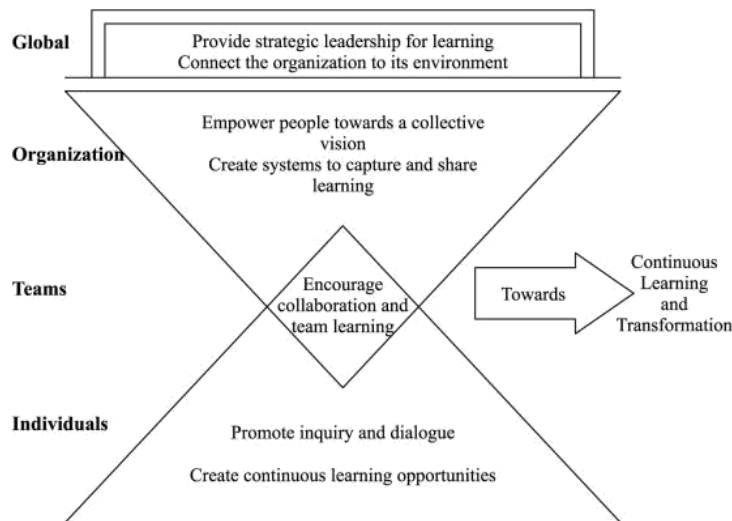 Global
Provide strategic leadership for learning
Connect the organization to its environment
Organization
Empower people towards a collective
vision
Create systems to capture and share
learning
Teams
Encourage
collaboration and
team learning
Towards
Continuous
Learning
and
Transformation
Individuals
Promote inquiry and dialogue
Create continuous learning opportunities